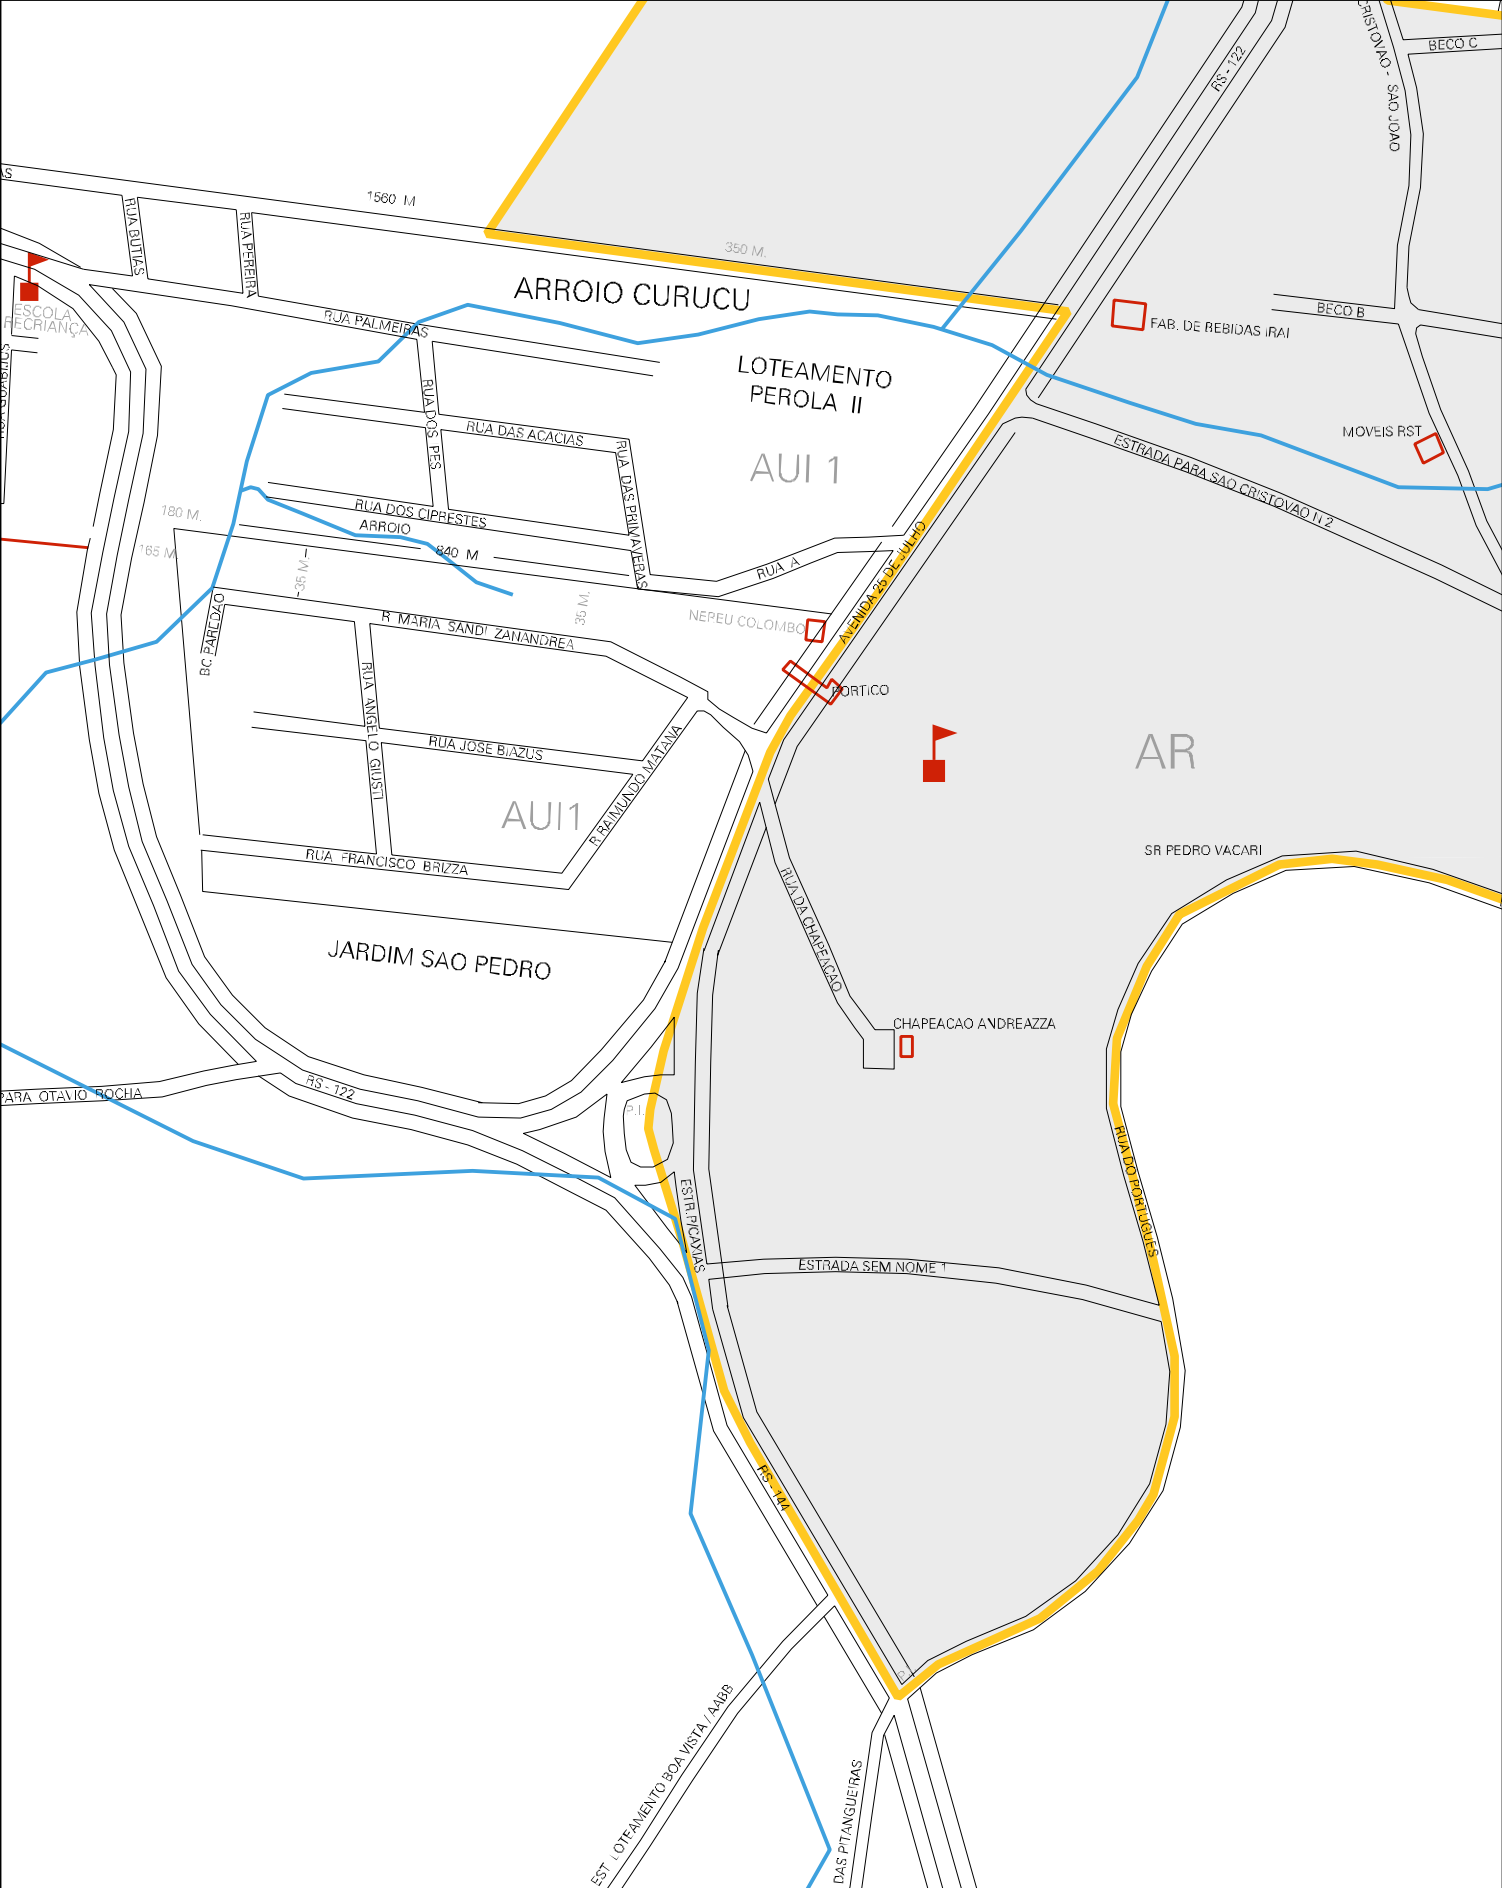 CRISTOVAO - SAO JOAO
BECO C
RS - 122
AS
1560 M
RUA BUTIAS
RUA PEREIRA
350 M.
ARROIO CURUCU
ESCOLA
RECRIANÇA
RUA PALMEIRAS
BECO B
FAB. DE BEBIDAS IRAI
LOTEAMENTO
PEROLA II
RUA GUABIJUS
RUA DOS IPES
RUA DAS ACACIAS
MOVEIS RST
ESTRADA PARA SAO CRISTOVAO N 2
AUI 1
RUA DAS PRIMAVERAS
180 M.
RUA DOS CIPRESTES
ARROIO
165 M
840 M
35 M.
35 M.
RUA A
AVENIDA 25 DE JULHO
NEREU COLOMBO
BC. PAREDAO
R MARIA SANDI ZANANDREA
PORTICO
RUA ANGELO GIUSTI
RUA JOSE BIAZUS
R RAIMUNDO MATANA
AR
AUI1
SR PEDRO VACARI
RUA FRANCISCO BRIZZA
RUA DA CHAPEACAO
JARDIM SAO PEDRO
CHAPEACAO ANDREAZZA
RS - 122
PARA OTAVIO ROCHA
P.I.
RUA DO PORTUGUES
ESTR.P/CAXIAS
ESTRADA SEM NOME 1
RS - 144
EST LOTEAMENTO BOA VISTA / AABB
DAS PITANGUEIRAS